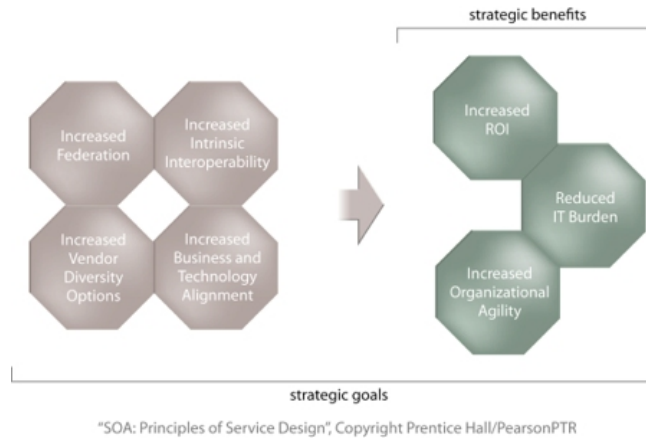 strategic benefits
Increased
Federation
Increased
Intrinsic
Interoperability
Increased
Vendor
Diversity
Options
Increased
Business and
Technology
Alignment
Increased
ROI
Reduced
IT Burden
Increased
Organizational
Agility
strategic goals
"SOA: Principles of Service Design", Copyright Prentice Hall/PearsonPTR